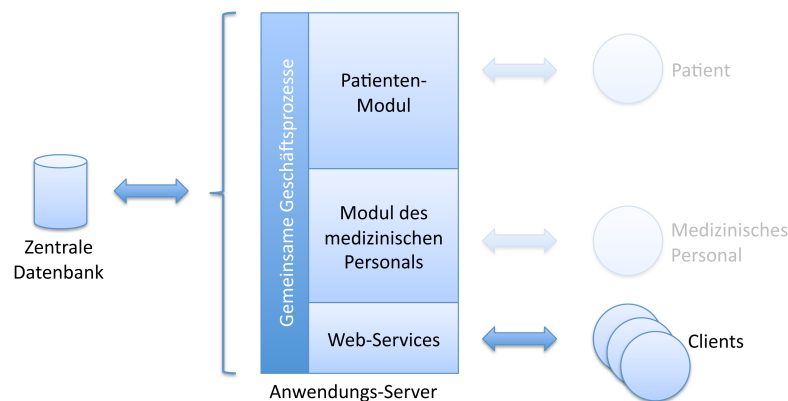 Zentrale
Datenbank
Gemeinsame Geschäftsprozesse
Patienten-
Modul
Modul des
medizinischen
Personals
Web-Services
Anwendungs-Server
Patient
Medizinisches
Personal
Clients